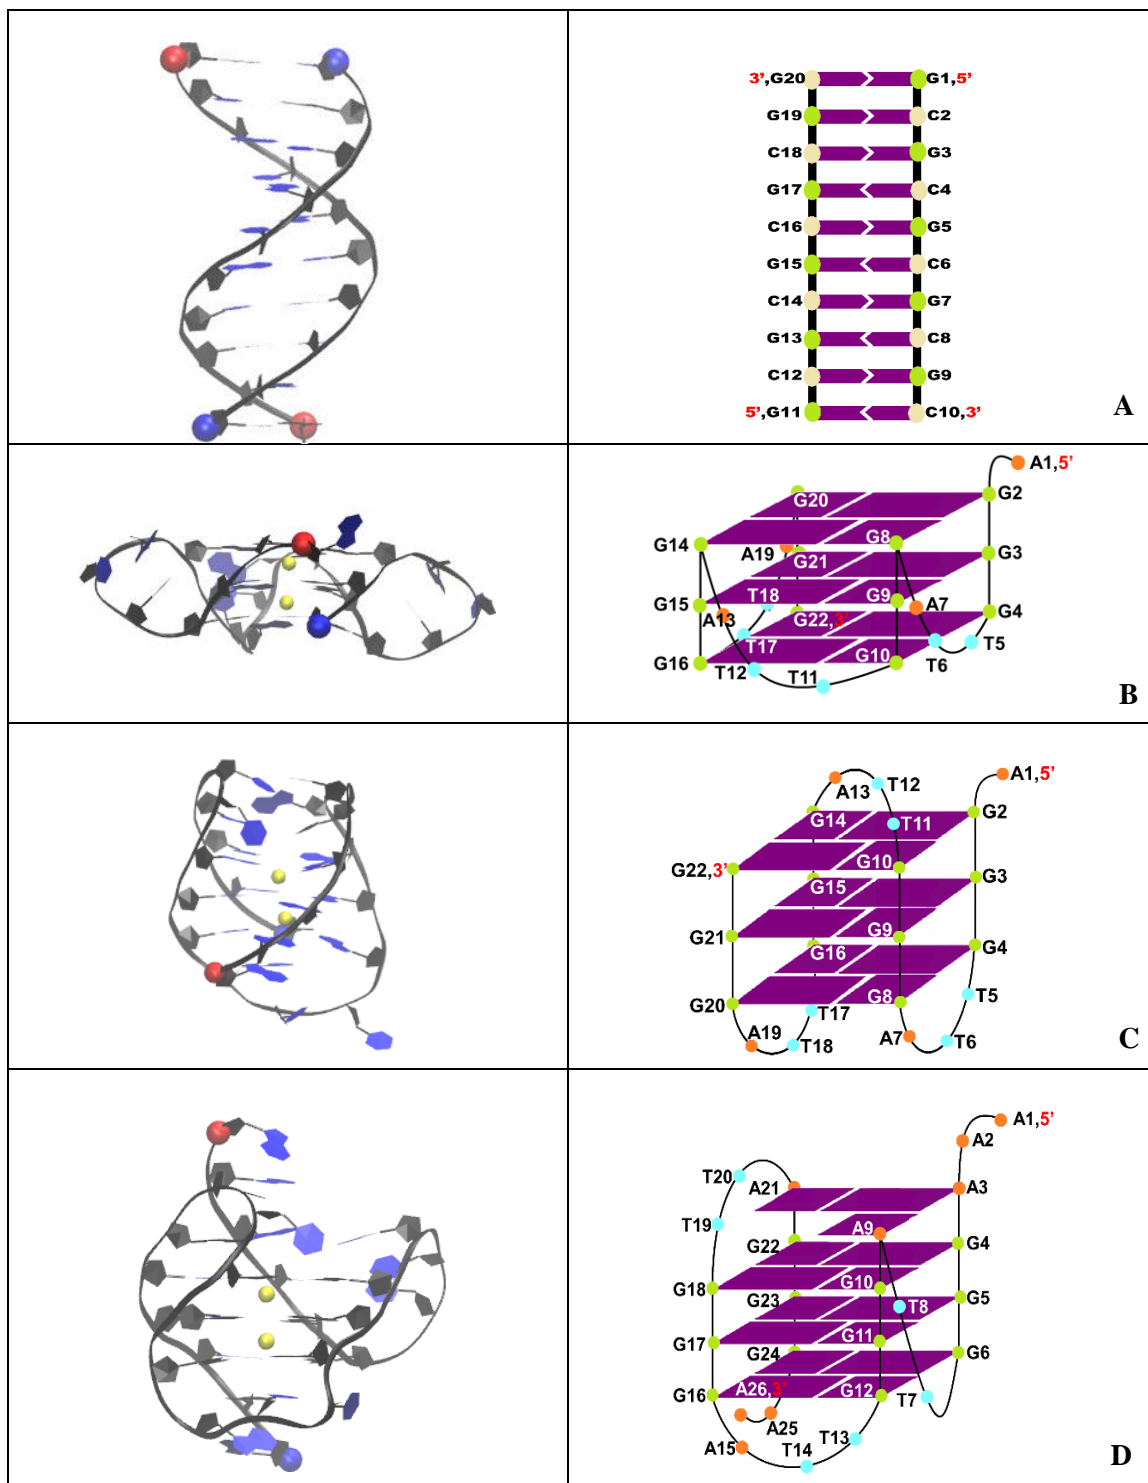 3’,G20 G1,5’
G19 C2
C18 G3
G17 C4
C16 G5
G15 C6
C14 G7
G13 C8
C12 G9
5’,G11 C10,3’
A
A1,5’
G20 G2
G14 G8
A19 G21 G3
T18 G9 A7
G15 A13 G22,3’ G4
T17 G10 T6 T5
G16 T12 T11
B
A13 T12 A1,5’
G14 T11 G2
G22,3’ G10
G15 G3
G21 G9
G16 G4
G20 G8 T5
T17
A19 T18 A7 T6
C
A1,5’
A2
T20 A21 A3
T19 A9
G22 G4
G18 G10
G23 T8 G5
G17 G11
G24 G6
G16 A26,3’ G12 T7
A25
A15 T14 T13
D